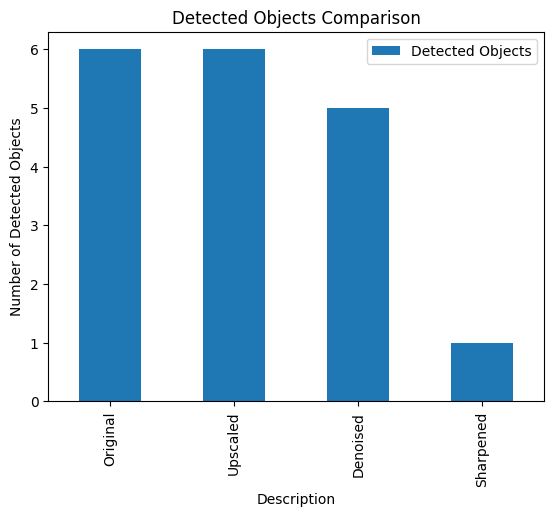 Detected Objects Comparison
Detected Objects
Number of Detected Objects
6
5
4
3
2
1
0
Original
Upscaled
Denoised
Sharpened
Description